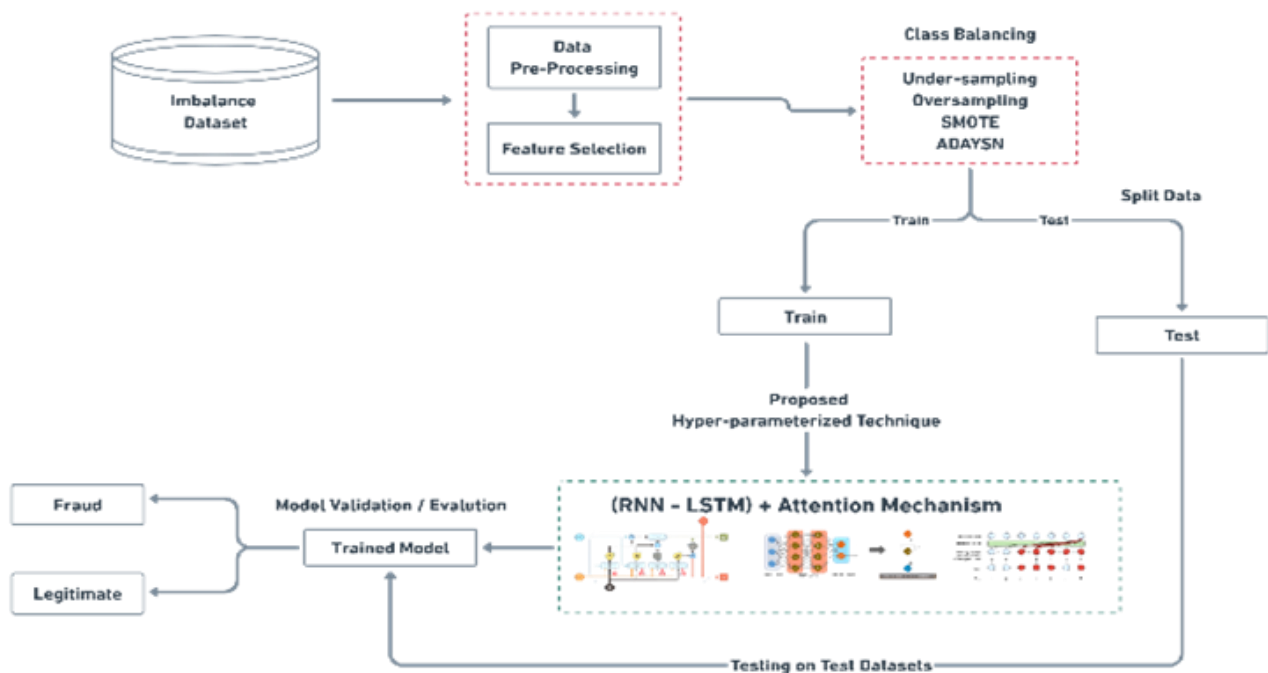 Imbalance
Dataset
Data
Pre-Processing
Feature Selection
Class Balancing
Under-sampling
Oversampling
SMOTE
ADAYSN
Split Data
Train
Test
Train
Test
Proposed
Hyper-parameterized Technique
(RNN - LSTM) + Attention Mechanism
Model Validation / Evalution
Trained Model
Fraud
Legitimate
Testing on Test Datasets